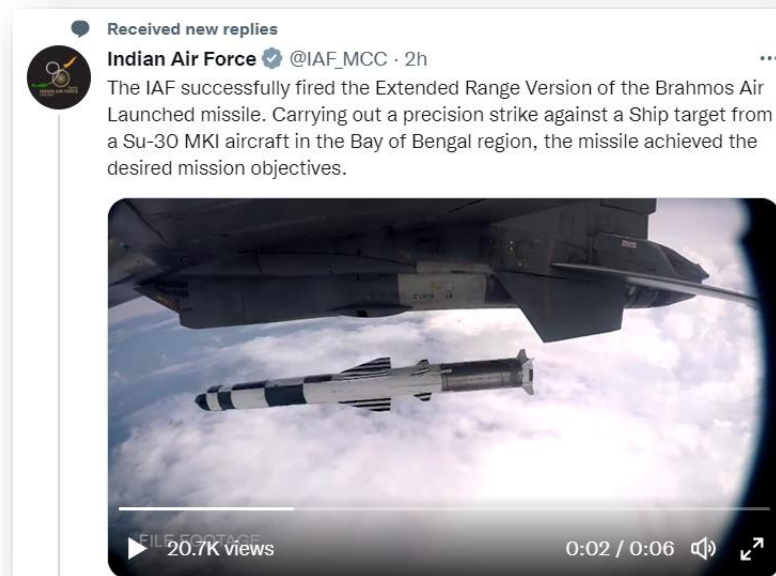 Received new replies
Indian Air Force @IAF_MCC · 2h
The IAF successfully fired the Extended Range Version of the Brahmos Air
Launched missile. Carrying out a precision strike against a Ship target from
a Su-30 MKI aircraft in the Bay of Bengal region, the missile achieved the
desired mission objectives.
FILE FOOTAGE
20.7K views
0:02 / 0:06